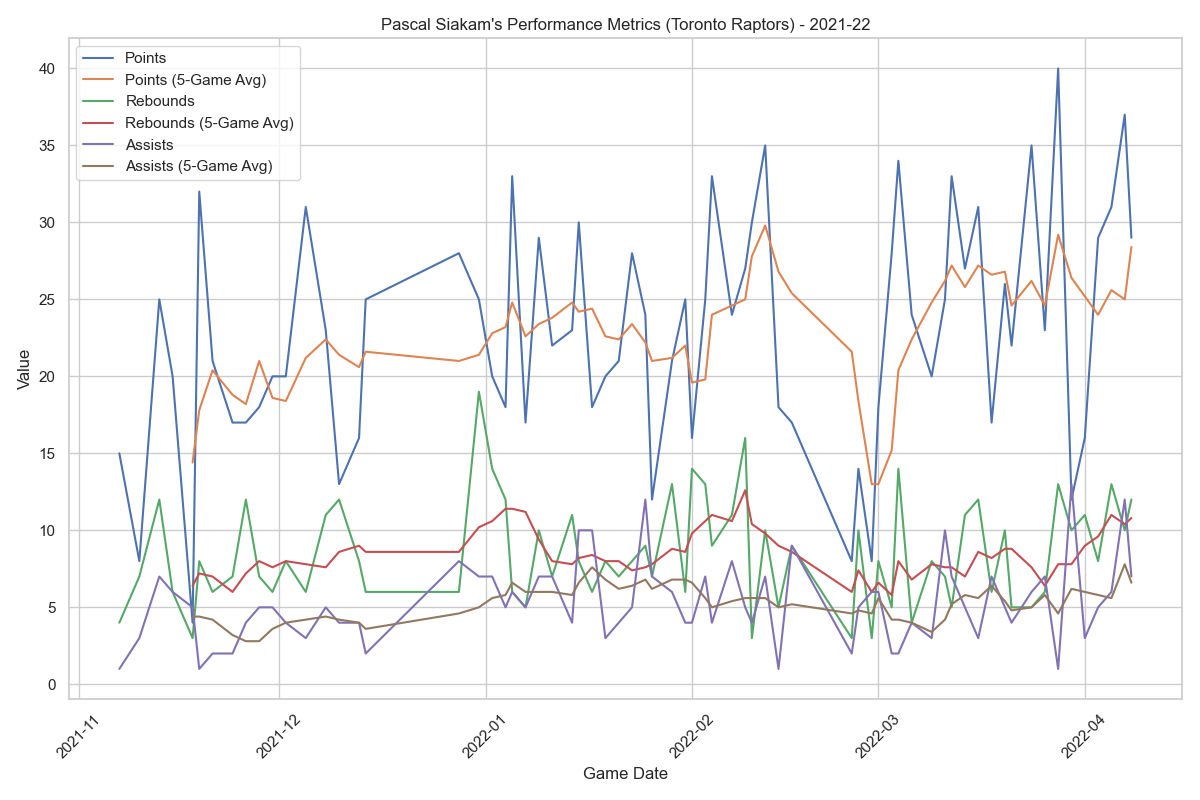 Pascal Siakam's Performance Metrics (Toronto Raptors) - 2021-22
Points
Points (5-Game Avg)
Rebounds
Rebounds (5-Game Avg)
Assists
Assists (5-Game Avg)
40
35
30
25
20
15
10
5
0
Value
2021-11
2021-12
2022-01
2022-02
2022-03
2022-04
Game Date